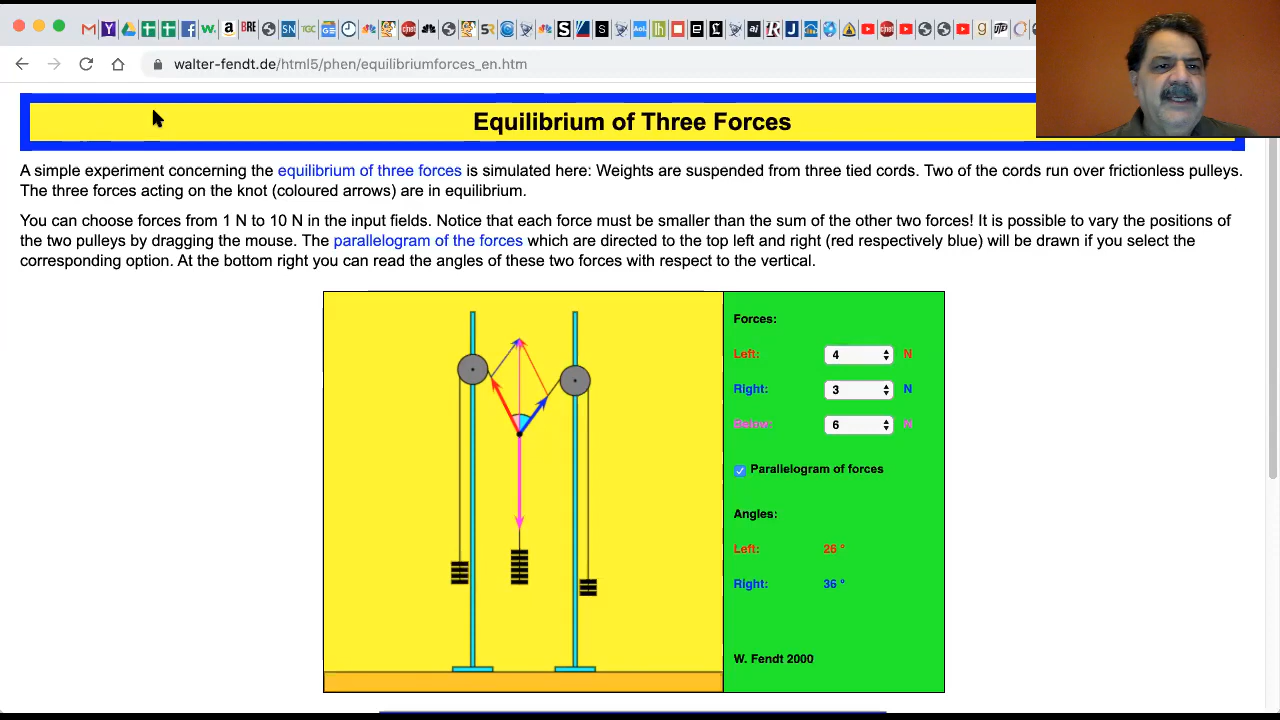 walter-fendt.de/html5/phen/equilibriumforces_en.htm
Equilibrium of Three Forces
A simple experiment concerning the equilibrium of three forces is simulated here: Weights are suspended from three tied cords. Two of the cords run over frictionless pulleys.
The three forces acting on the knot (coloured arrows) are in equilibrium.
You can choose forces from 1 N to 10 N in the input fields. Notice that each force must be smaller than the sum of the other two forces! It is possible to vary the positions of
the two pulleys by dragging the mouse. The parallelogram of the forces which are directed to the top left and right (red respectively blue) will be drawn if you select the
corresponding option. At the bottom right you can read the angles of these two forces with respect to the vertical.
Forces:
Left: 4 N
Right: 3 N
Below: 6 N
Parallelogram of forces
Angles:
Left: 26 °
Right: 36 °
W. Fendt 2000